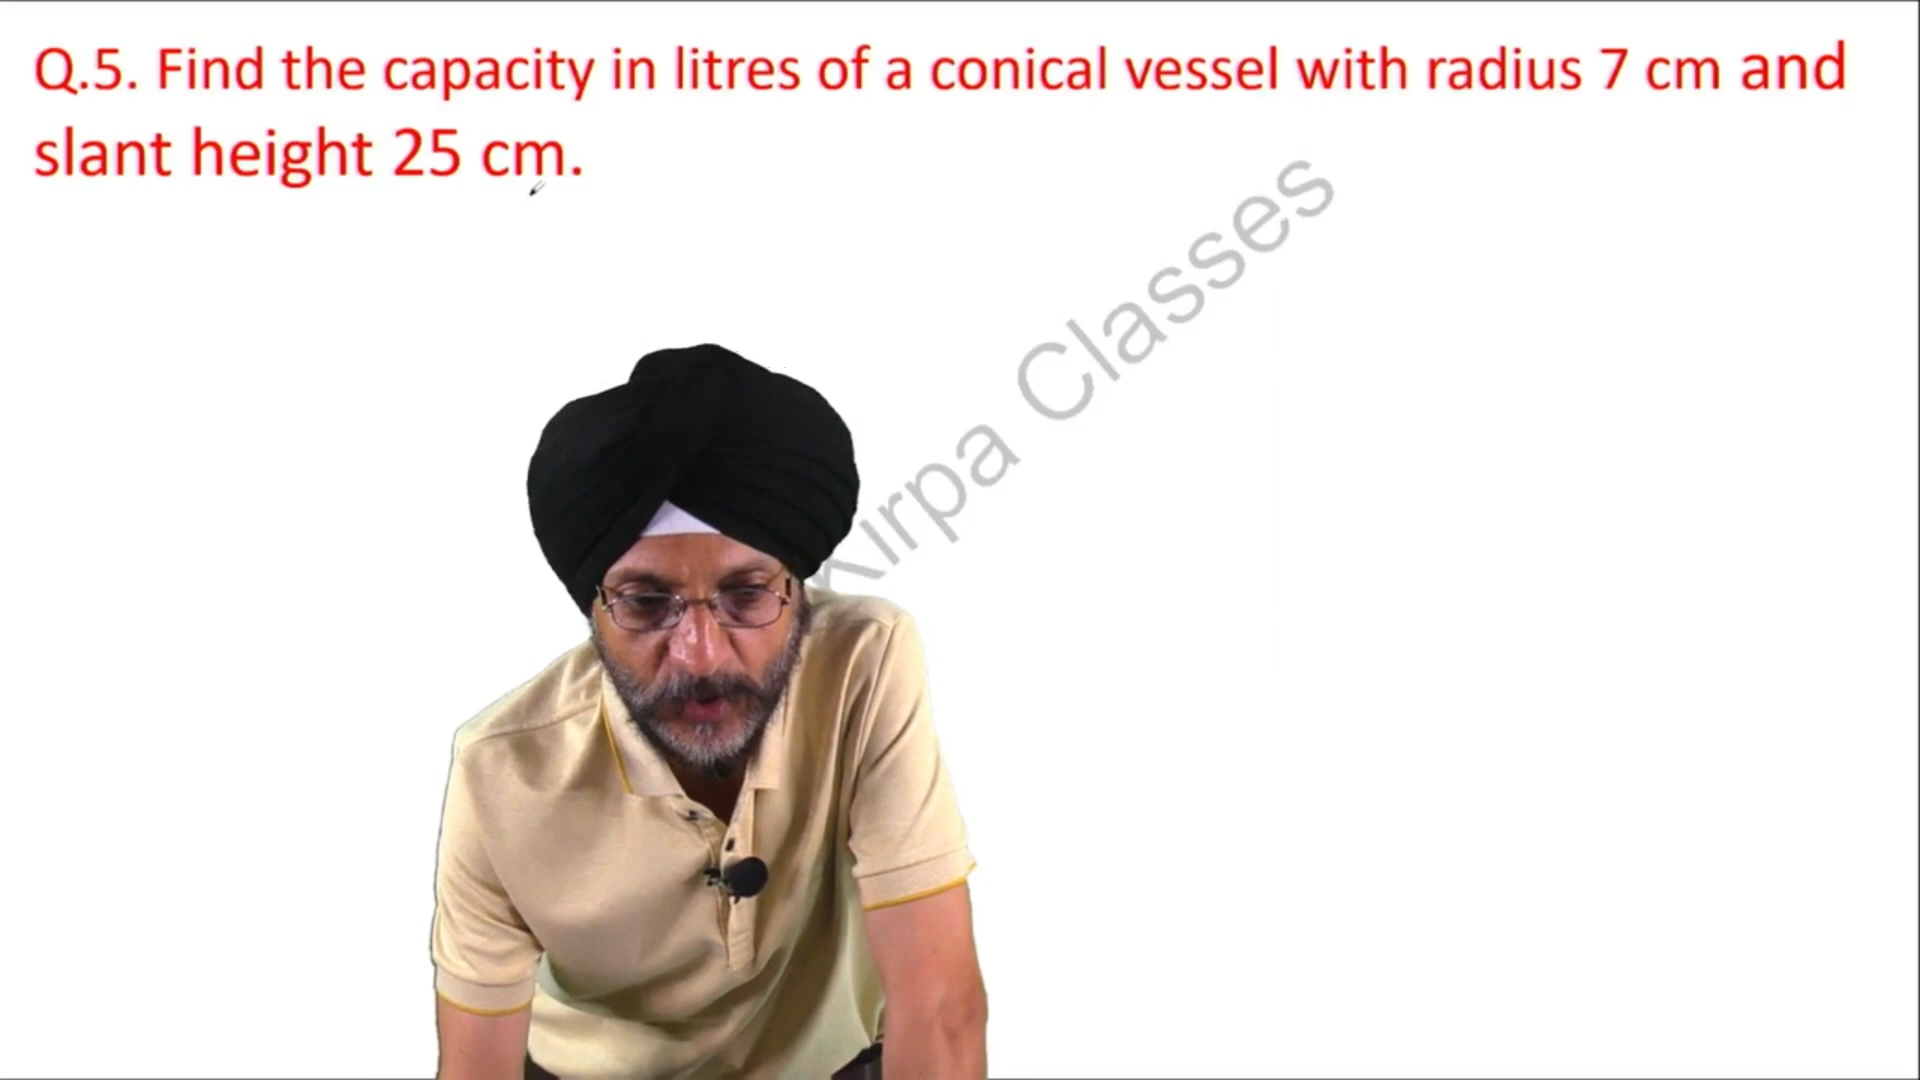 Q.5. Find the capacity in litres of a conical vessel with radius 7 cm and
slant height 25 cm.
Kirpa Classes